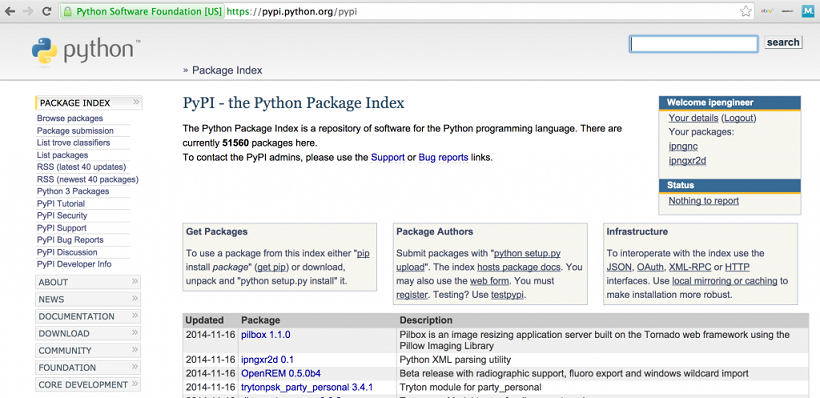 Python Software Foundation [US] https://pypi.python.org/pypi
python™
search
» Package Index
PACKAGE INDEX »
Browse packages
Package submission
List trove classifiers
List packages
RSS (latest 40 updates)
RSS (newest 40 packages)
Python 3 Packages
PyPI Tutorial
PyPI Security
PyPI Support
PyPI Bug Reports
PyPI Discussion
PyPI Developer Info
ABOUT »
NEWS »
DOCUMENTATION »
DOWNLOAD »
COMMUNITY »
FOUNDATION »
CORE DEVELOPMENT »
PyPI - the Python Package Index
The Python Package Index is a repository of software for the Python programming language. There are
currently 51560 packages here.
To contact the PyPI admins, please use the Support or Bug reports links.
Welcome ipengineer
Your details (Logout)
Your packages:
ipngnc
ipngxr2d
Status
Nothing to report
Get Packages
To use a package from this index either "pip
install package" (get pip) or download,
unpack and "python setup.py install" it.
Package Authors
Submit packages with "python setup.py
upload". The index hosts package docs. You
may also use the web form. You must
register. Testing? Use testpypi.
Infrastructure
To interoperate with the index use the
JSON, OAuth, XML-RPC or HTTP
interfaces. Use local mirroring or caching to
make installation more robust.
Updated Package Description
2014-11-16 pilbox 1.1.0 Pilbox is an image resizing application server built on the Tornado web framework using the
Pillow Imaging Library
2014-11-16 ipngxr2d 0.1 Python XML parsing utility
2014-11-16 OpenREM 0.5.0b4 Beta release with radiographic support, fluoro export and windows wildcard import
2014-11-16 trytonpsk_party_personal 3.4.1 Tryton module for party_personal